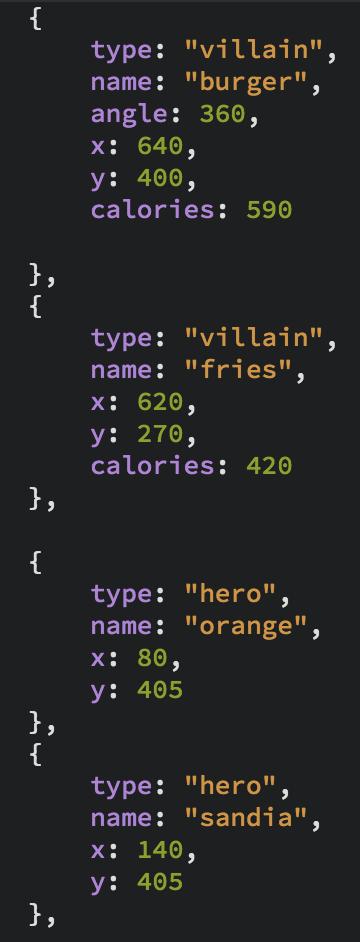 {
type: "villain",
name: "burger",
angle: 360,
x: 640,
y: 400,
calories: 590
},
{
type: "villain",
name: "fries",
x: 620,
y: 270,
calories: 420
},
{
type: "hero",
name: "orange",
x: 80,
y: 405
},
{
type: "hero",
name: "sandia",
x: 140,
y: 405
},